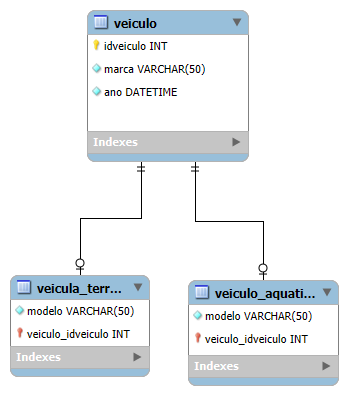 veiculo
idveiculo INT
marca VARCHAR(50)
ano DATETIME
Indexes
veicula_terr...
modelo VARCHAR(50)
veiculo_idveiculo INT
Indexes
veiculo_aquati...
modelo VARCHAR(50)
veiculo_idveiculo INT
Indexes